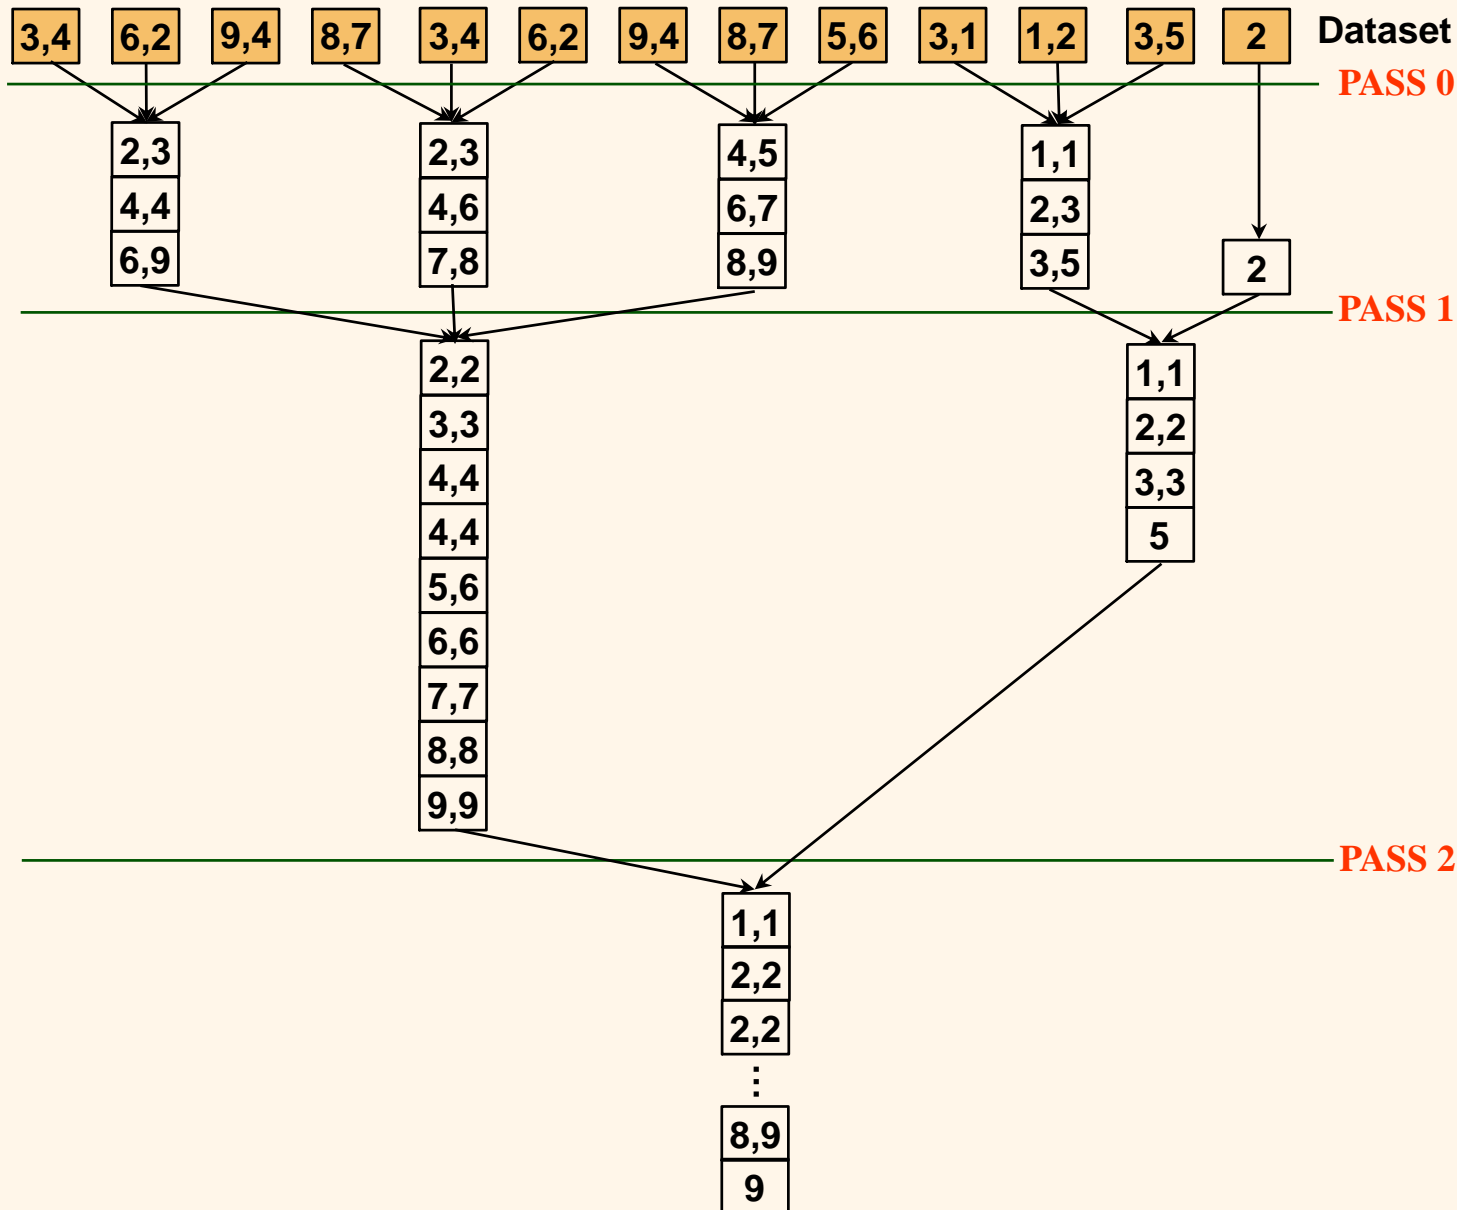 3,4 6,2 9,4 8,7 3,4 6,2 9,4 8,7 5,6 3,1 1,2 3,5 2 Dataset
PASS 0
2,3 2,3 4,5 1,1
4,4 4,6 6,7 2,3
6,9 7,8 8,9 3,5 2
PASS 1
2,2 1,1
3,3 2,2
4,4 3,3
4,4 5
5,6
6,6
7,7
8,8
9,9
PASS 2
1,1
2,2
2,2
⋮
8,9
9